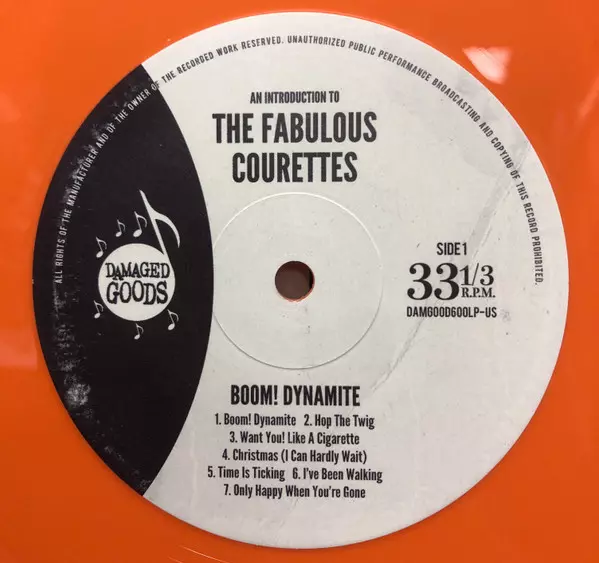 ALL RIGHTS OF THE MANUFACTURER AND OF THE OWNER OF THE RECORDED WORK RESERVED. UNAUTHORIZED PUBLIC PERFORMANCE BROADCASTING AND COPYING OF THIS RECORD PROHIBITED.
AN INTRODUCTION TO
THE FABULOUS
COURETTES
DAMAGED
GOODS
SIDE 1
33 1/3
R.P.M.
DAMGOOD600LP-US
BOOM! DYNAMITE
1. Boom! Dynamite 2. Hop The Twig
3. Want You! Like A Cigarette
4. Christmas (I Can Hardly Wait)
5. Time Is Ticking 6. I've Been Walking
7. Only Happy When You're Gone